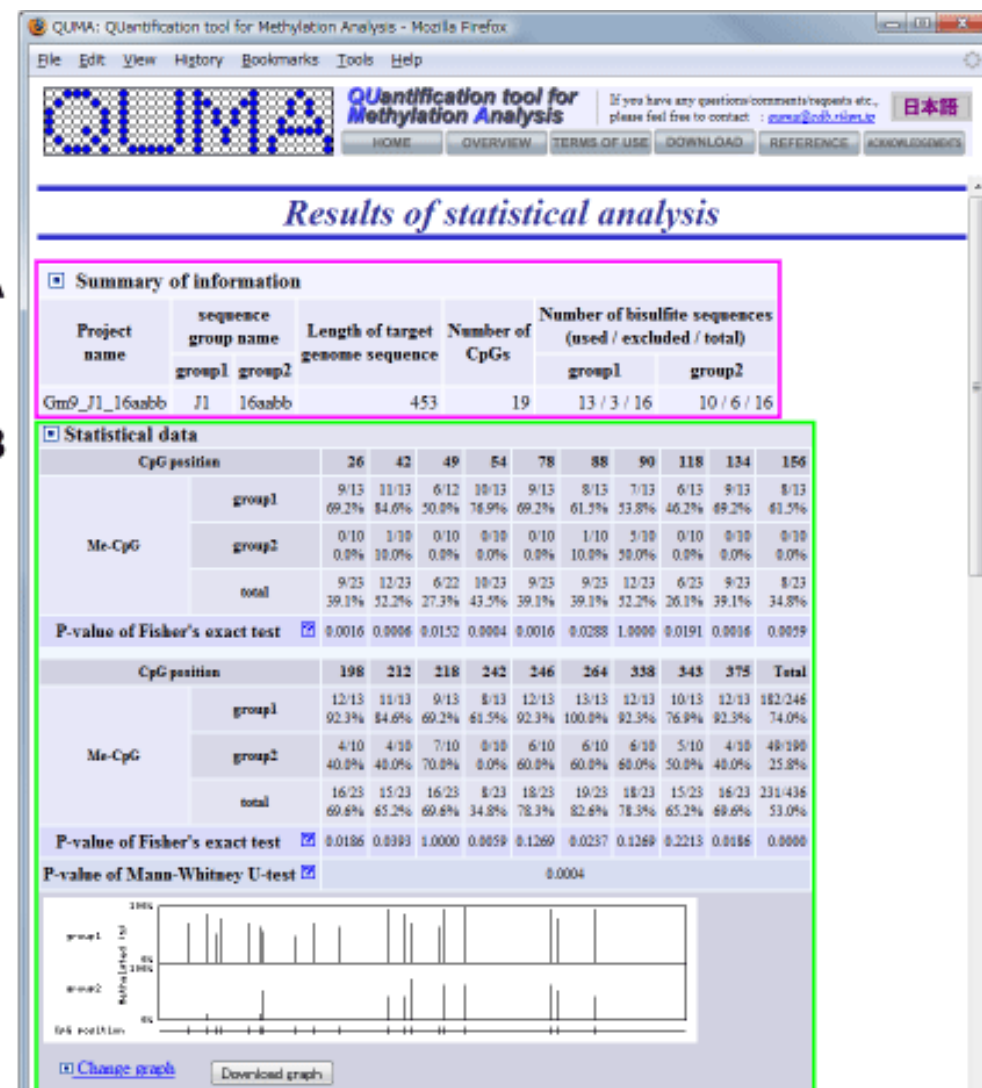 QUMA: QUantification tool for Methylation Analysis - Mozilla Firefox
File Edit View History Bookmarks Tools Help
QUMA
QUantification tool for
Methylation Analysis
If you have any questions/comments/requests etc.,
please feel free to contact : quma@cdb.riken.jp
日本語
HOME OVERVIEW TERMS OF USE DOWNLOAD REFERENCE ACKNOWLEDGEMENTS
Results of statistical analysis
A
Summary of information
Project name
sequence group name
Length of target genome sequence
Number of CpGs
Number of bisulfite sequences (used / excluded / total)
group1 group2 group1 group2
Gm9_J1_16aabb J1 16aabb 453 19 13 / 3 / 16 10 / 6 / 16
B
Statistical data
CpG position 26 42 49 54 78 88 90 118 134 156
Me-CpG
group1 9/13 11/13 6/12 10/13 9/13 8/13 7/13 6/13 9/13 8/13
69.2% 84.6% 50.0% 76.9% 69.2% 61.5% 53.8% 46.2% 69.2% 61.5%
group2 0/10 1/10 0/10 0/10 0/10 1/10 5/10 0/10 0/10 0/10
0.0% 10.0% 0.0% 0.0% 0.0% 10.0% 50.0% 0.0% 0.0% 0.0%
total 9/23 12/23 6/22 10/23 9/23 9/23 12/23 6/23 9/23 8/23
39.1% 52.2% 27.3% 43.5% 39.1% 39.1% 52.2% 26.1% 39.1% 34.8%
P-value of Fisher's exact test 0.0016 0.0006 0.0152 0.0004 0.0016 0.0288 1.0000 0.0191 0.0016 0.0059
CpG position 198 212 218 242 246 264 338 343 375 Total
Me-CpG
group1 12/13 11/13 9/13 8/13 12/13 13/13 12/13 10/13 12/13 182/246
92.3% 84.6% 69.2% 61.5% 92.3% 100.0% 92.3% 76.9% 92.3% 74.0%
group2 4/10 4/10 7/10 0/10 6/10 6/10 6/10 5/10 4/10 49/190
40.0% 40.0% 70.0% 0.0% 60.0% 60.0% 60.0% 50.0% 40.0% 25.8%
total 16/23 15/23 16/23 8/23 18/23 19/23 18/23 15/23 16/23 231/436
69.6% 65.2% 69.6% 34.8% 78.3% 82.6% 78.3% 65.2% 69.6% 53.0%
P-value of Fisher's exact test 0.0186 0.0393 1.0000 0.0059 0.1269 0.0237 0.1269 0.2213 0.0186 0.0000
P-value of Mann-Whitney U-test 0.0004
100%
group1
0%
100%
group2
0%
CpG position
Change graph
Download graph